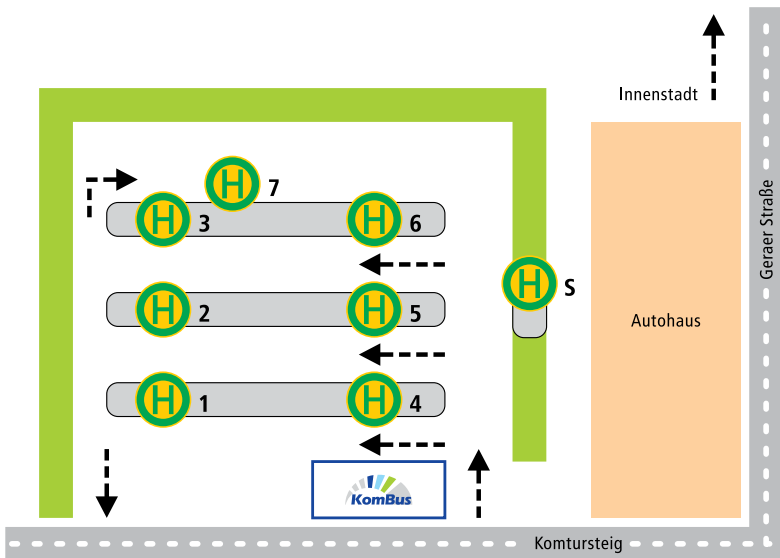 Innenstadt
H 7
H 3
H 6
Geraer Straße
H S
H 2
H 5
Autohaus
H 1
H 4
KomBus
Komtursteig